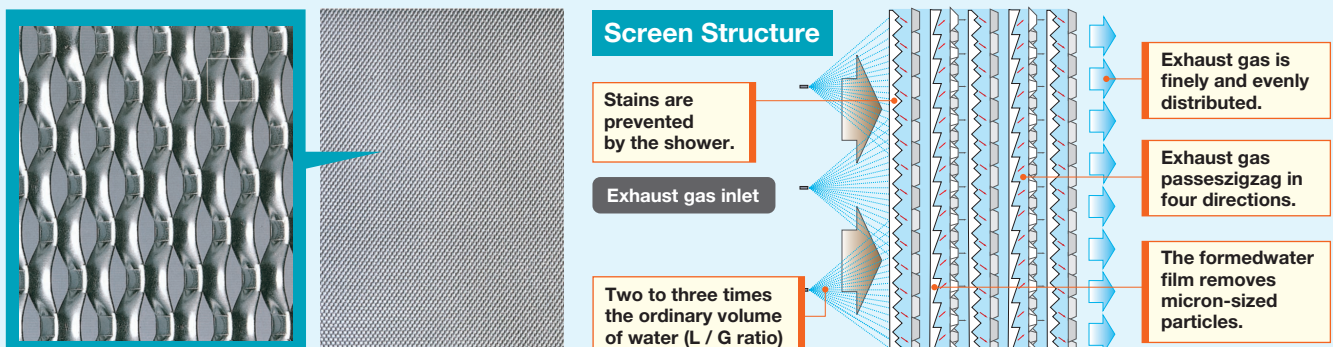 Screen Structure
Stains are
prevented
by the shower.
Exhaust gas inlet
Two to three times
the ordinary volume
of water (L / G ratio)
Exhaust gas is
finely and evenly
distributed.
Exhaust gas
passeszigzag in
four directions.
The formedwater
film removes
micron-sized
particles.